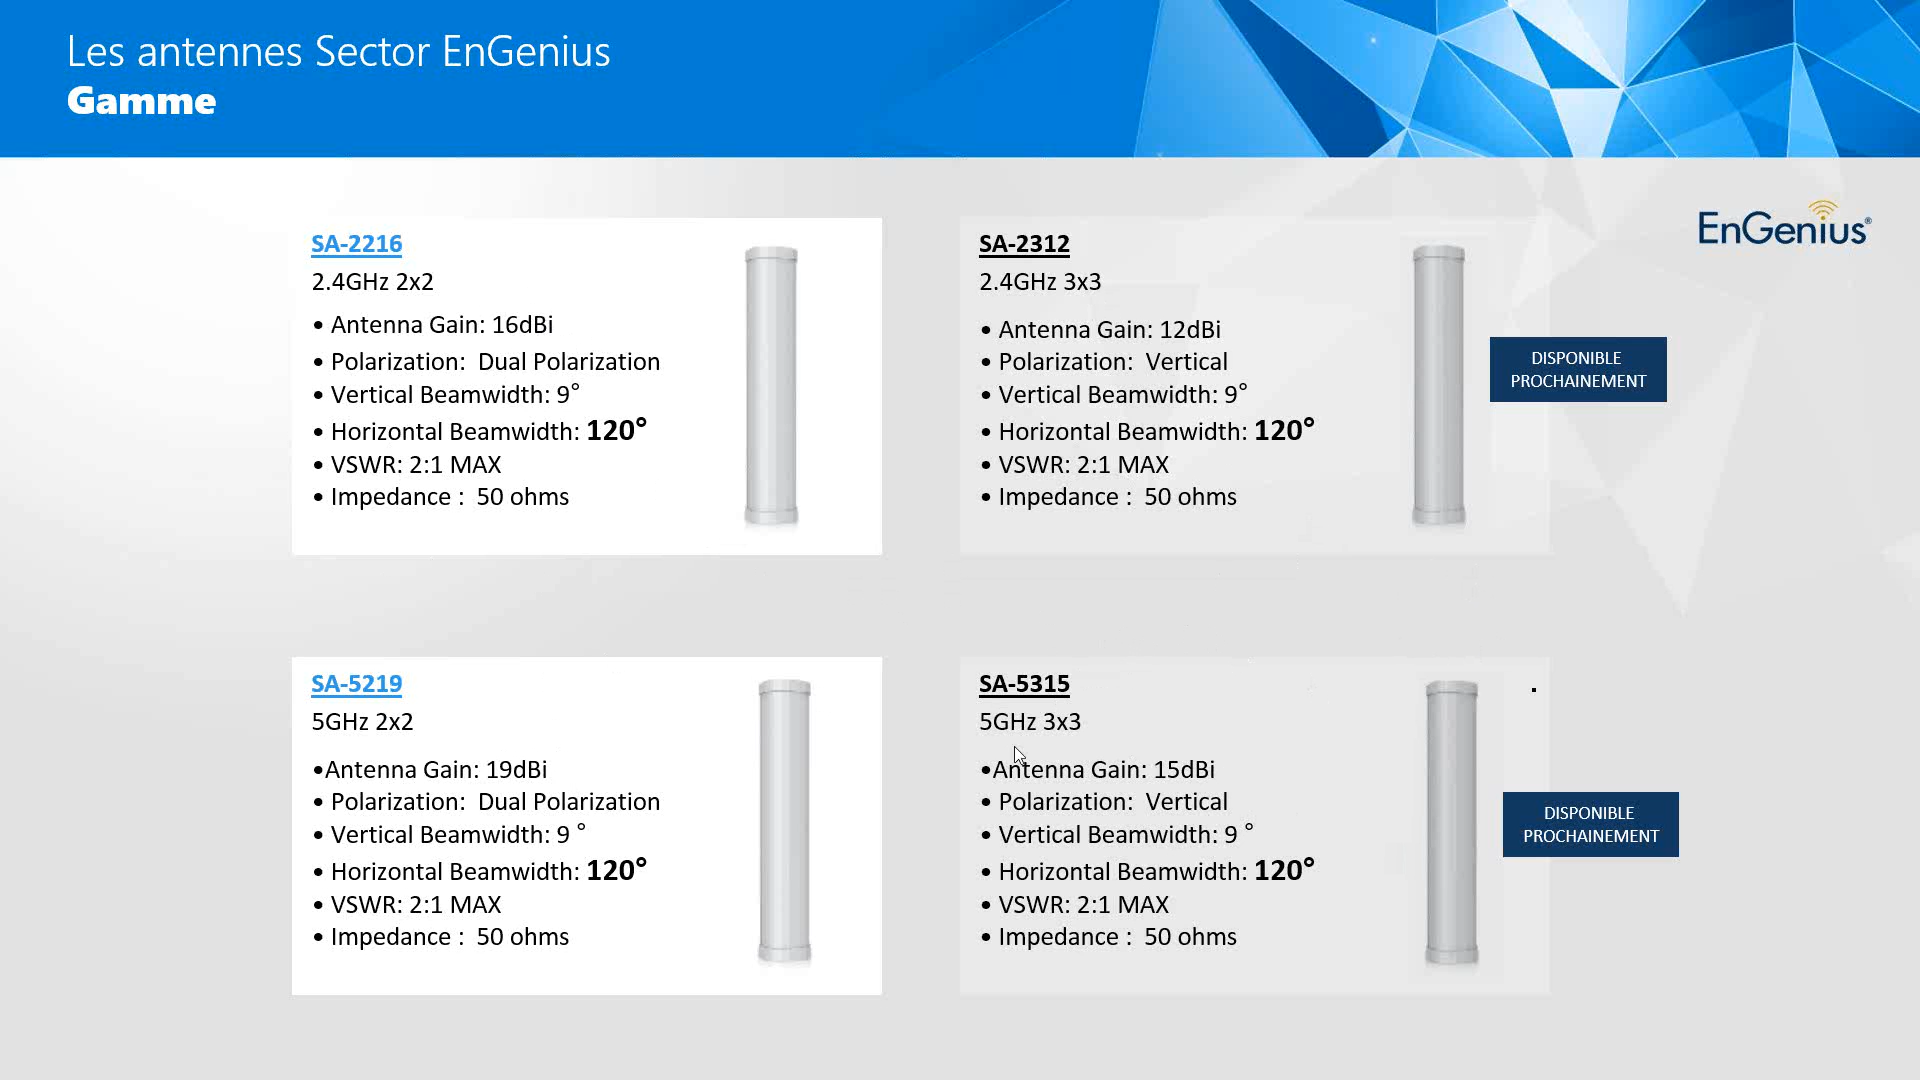 Les antennes Sector EnGenius
Gamme
EnGenius®
SA-2216
2.4GHz 2x2
• Antenna Gain: 16dBi
• Polarization:  Dual Polarization
• Vertical Beamwidth: 9°
• Horizontal Beamwidth: 120°
• VSWR: 2:1 MAX
• Impedance :  50 ohms
SA-2312
2.4GHz 3x3
• Antenna Gain: 12dBi
• Polarization:  Vertical
• Vertical Beamwidth: 9°
• Horizontal Beamwidth: 120°
• VSWR: 2:1 MAX
• Impedance :  50 ohms
DISPONIBLE
PROCHAINEMENT
SA-5219
5GHz 2x2
•Antenna Gain: 19dBi
• Polarization:  Dual Polarization
• Vertical Beamwidth: 9 °
• Horizontal Beamwidth: 120°
• VSWR: 2:1 MAX
• Impedance :  50 ohms
SA-5315
5GHz 3x3
•Antenna Gain: 15dBi
• Polarization:  Vertical
• Vertical Beamwidth: 9 °
• Horizontal Beamwidth: 120°
• VSWR: 2:1 MAX
• Impedance :  50 ohms
.
DISPONIBLE
PROCHAINEMENT